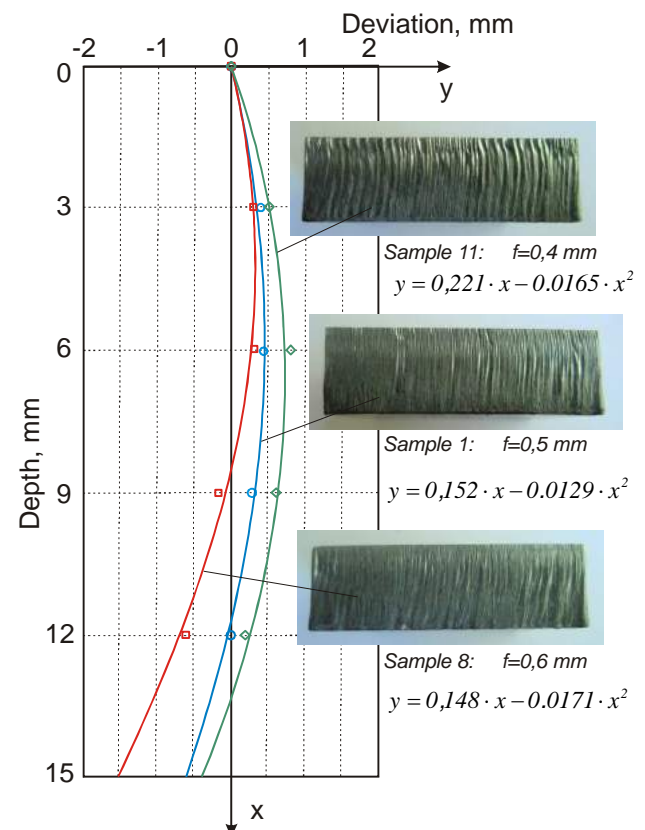 Deviation, mm
-2 -1 0 1 2
y
0
3
Sample 11: f=0,4 mm
y = 0,221 · x – 0.0165 · x²
6
Sample 1: f=0,5 mm
y = 0,152 · x – 0.0129 · x²
Depth, mm
9
12
Sample 8: f=0,6 mm
y = 0,148 · x – 0.0171 · x²
15
x